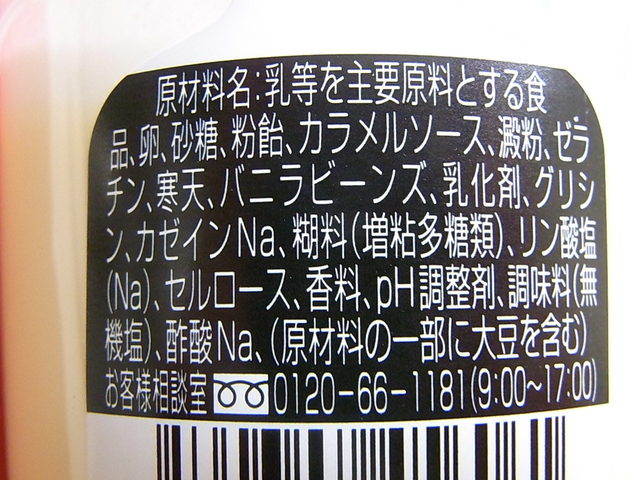 原材料名:乳等を主要原料とする食
品、卵、砂糖、粉飴、カラメルソース、澱粉、ゼラ
チン、寒天、バニラビーンズ、乳化剤、グリシ
ン、カゼインNa、糊料(増粘多糖類)、リン酸塩
(Na)、セルロース、香料、pH調整剤、調味料(無
機塩)、酢酸Na、(原材料の一部に大豆を含む)
お客様相談室 0120-66-1181(9:00~17:00)